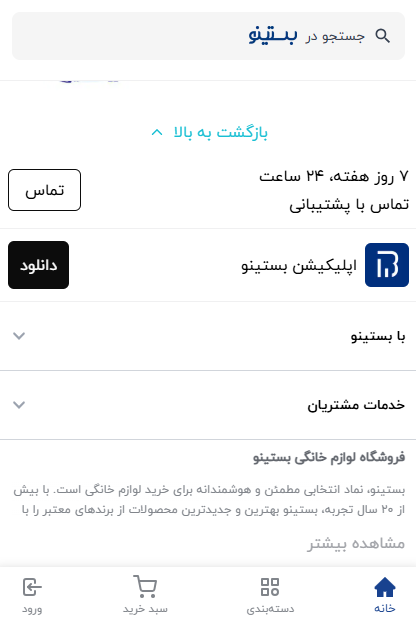 جستجو در بستینو
بازگشت به بالا
۷ روز هفته، ۲۴ ساعت
تماس با پشتیبانی
تماس
اپلیکیشن بستینو
دانلود
با بستینو
خدمات مشتریان
فروشگاه لوازم خانگی بستینو
بستینو، نماد انتخابی مطمئن و هوشمندانه برای خرید لوازم خانگی است. با بیش
از ۲۰ سال تجربه، بستینو بهترین و جدیدترین محصولات از برندهای معتبر را با
مشاهده بیشتر
خانه
دسته‌بندی
سبد خرید
ورود